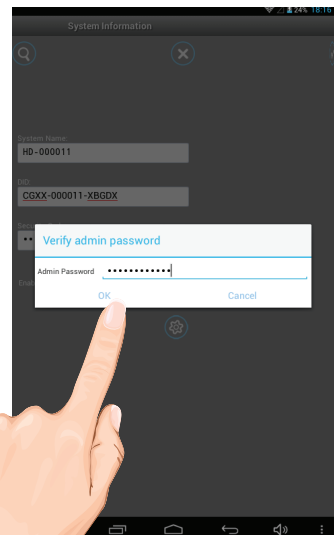 24% 18:16
System Information
System Name:
HD-000011
DID:
CGXX-000011-XBGDX
Verify admin password
Admin Password ••••••••••••
OK Cancel